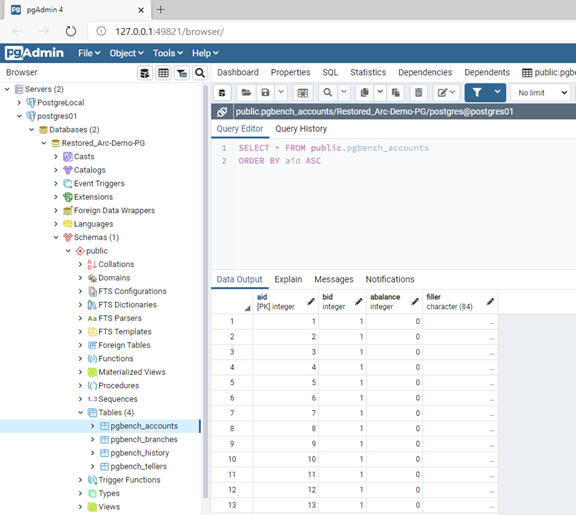 pgAdmin 4
127.0.0.1:49821/browser/
pgAdmin File Object Tools Help
Browser
Dashboard Properties SQL Statistics Dependencies Dependents public.pgb
Servers (2)
PostgreLocal
postgres01
Databases (2)
Restored_Arc-Demo-PG
Casts
Catalogs
Event Triggers
Extensions
Foreign Data Wrappers
Languages
Schemas (1)
public
Collations
Domains
FTS Configurations
FTS Dictionaries
Aa FTS Parsers
FTS Templates
Foreign Tables
Functions
Materialized Views
Procedures
1..3 Sequences
Tables (4)
pgbench_accounts
pgbench_branches
pgbench_history
pgbench_tellers
Trigger Functions
Types
Views
No limit
public.pgbench_accounts/Restored_Arc-Demo-PG/postgres@postgres01
Query Editor Query History
1 SELECT * FROM public.pgbench_accounts
2 ORDER BY aid ASC
Data Output Explain Messages Notifications
aid bid abalance filler
[PK] integer integer integer character (84)
1 1 1 0 ...
2 2 1 0 ...
3 3 1 0 ...
4 4 1 0 ...
5 5 1 0 ...
6 6 1 0 ...
7 7 1 0 ...
8 8 1 0 ...
9 9 1 0 ...
10 10 1 0 ...
11 11 1 0 ...
12 12 1 0 ...
13 13 1 0 ...